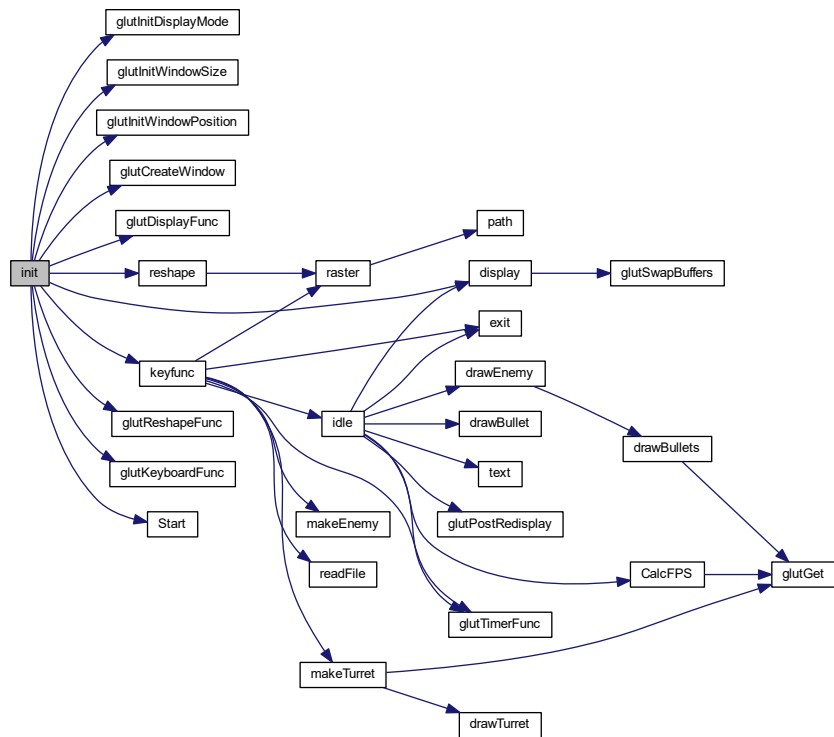 glutInitDisplayMode
glutInitWindowSize
glutInitWindowPosition
glutCreateWindow
glutDisplayFunc
path
init
reshape
raster
display
glutSwapBuffers
exit
keyfunc
drawEnemy
idle
drawBullet
glutReshapeFunc
drawBullets
glutKeyboardFunc
text
Start
makeEnemy
glutPostRedisplay
readFile
CalcFPS
glutGet
glutTimerFunc
makeTurret
drawTurret